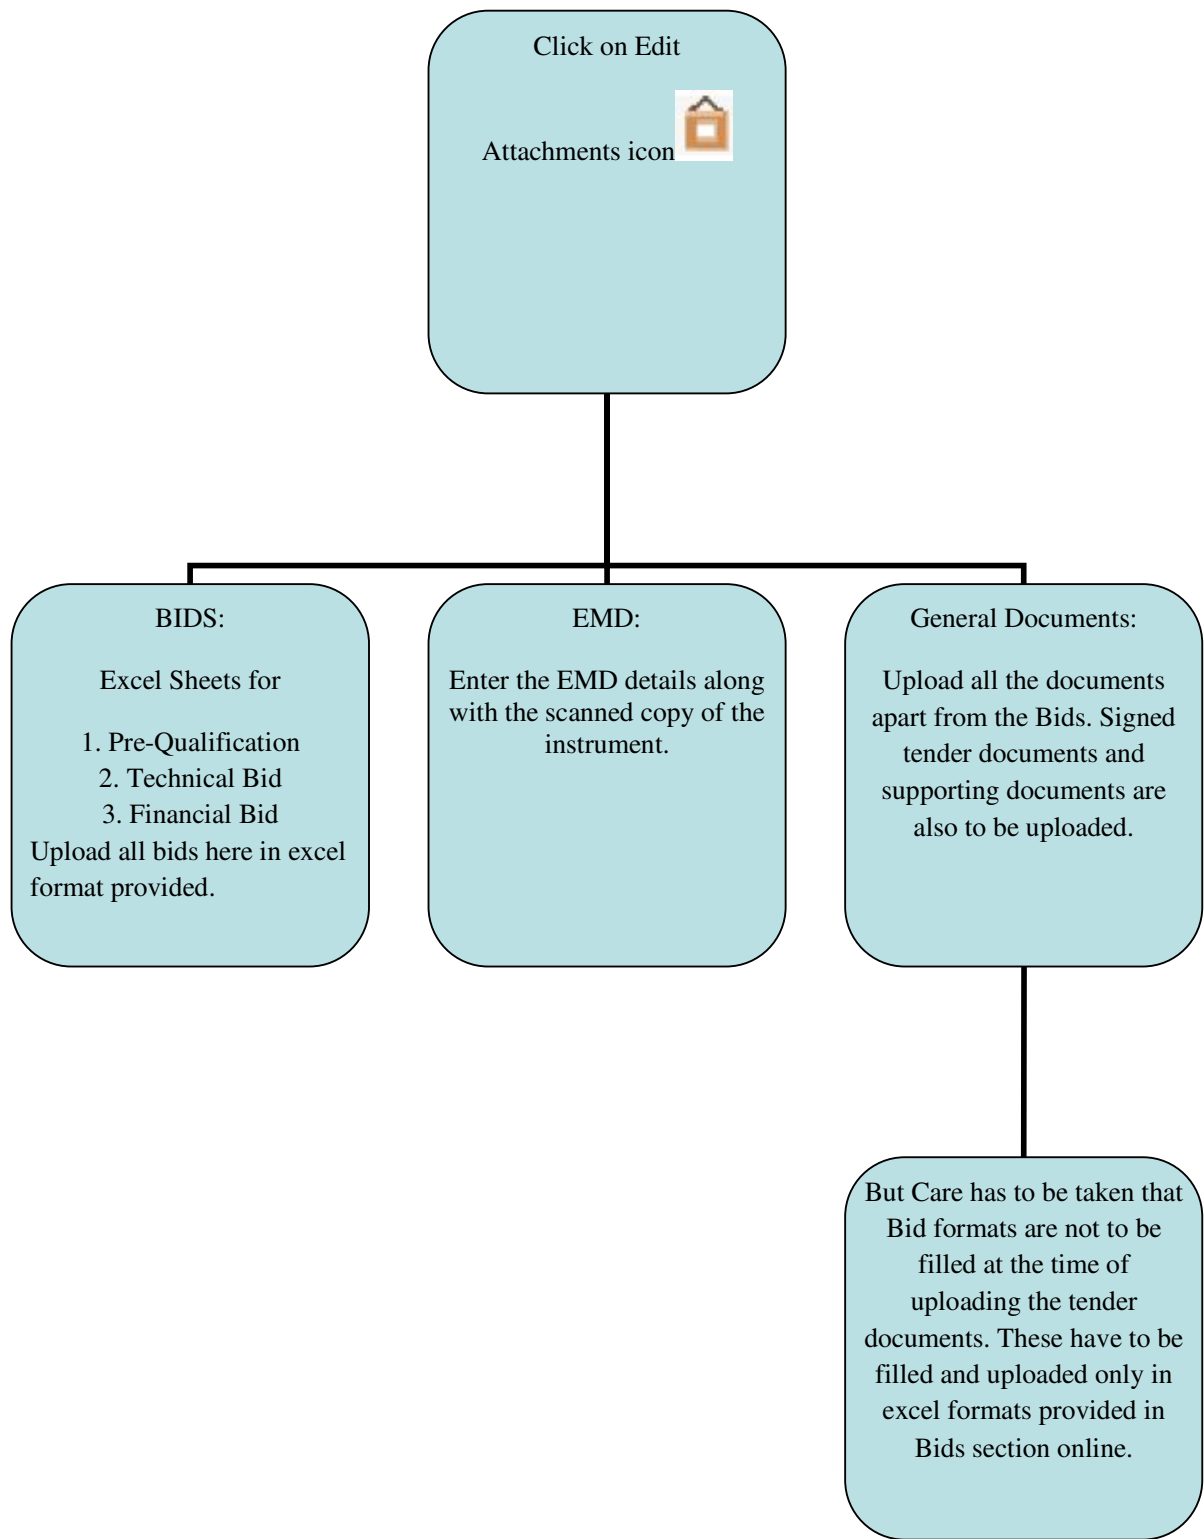 Click on Edit
Attachments icon
BIDS:
Excel Sheets for
1. Pre-Qualification
2. Technical Bid
3. Financial Bid
Upload all bids here in excel
format provided.
EMD:
Enter the EMD details along
with the scanned copy of the
instrument.
General Documents:
Upload all the documents
apart from the Bids. Signed
tender documents and
supporting documents are
also to be uploaded.
But Care has to be taken that
Bid formats are not to be
filled at the time of
uploading the tender
documents. These have to be
filled and uploaded only in
excel formats provided in
Bids section online.